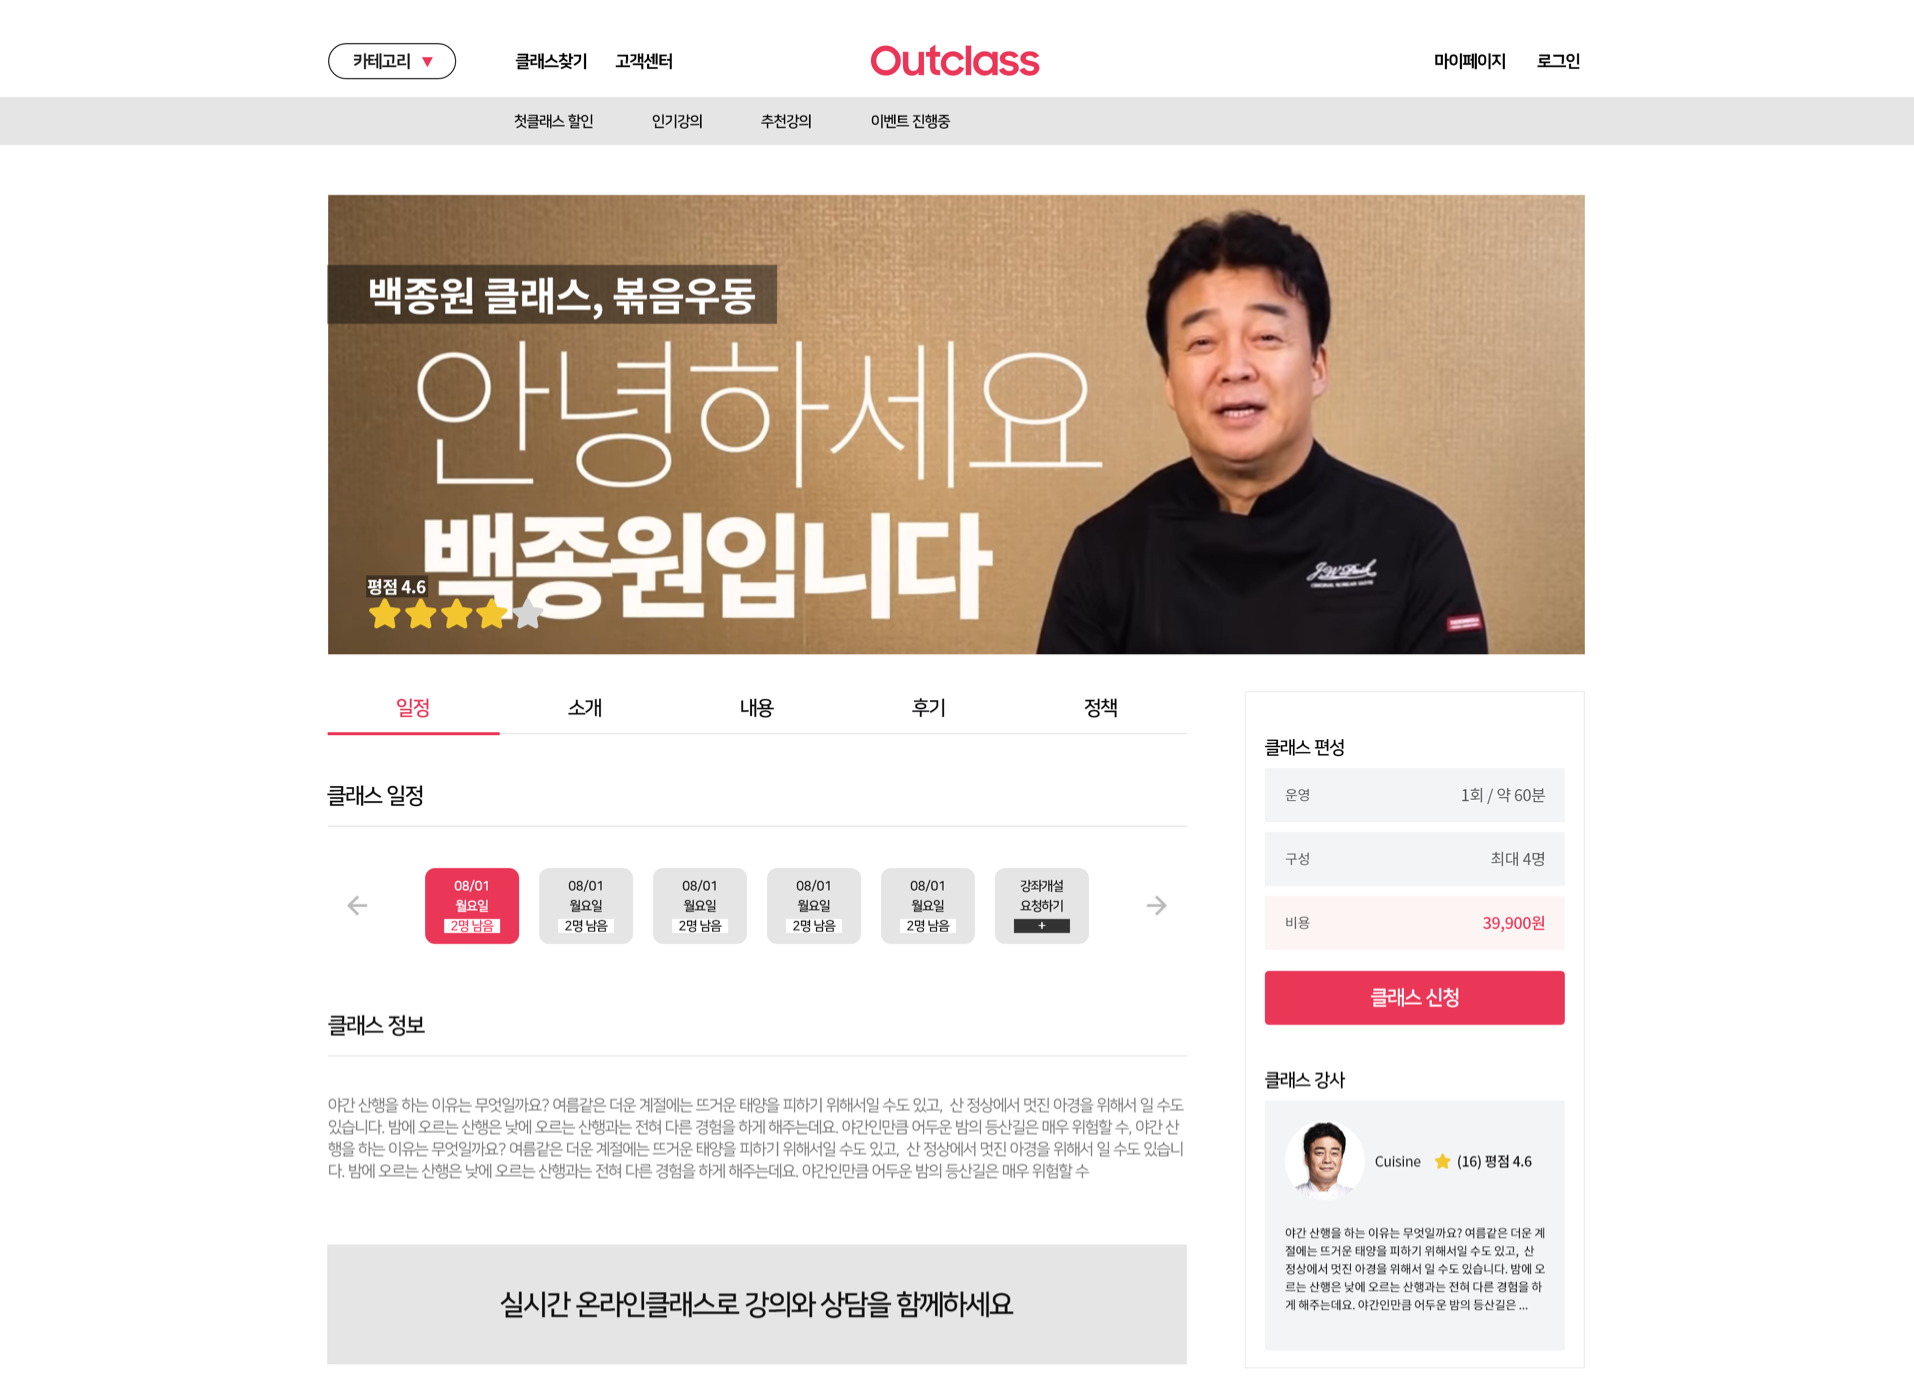 카테고리 ▼
클래스찾기
고객센터
Outclass
마이페이지
로그인
첫클래스 할인
인기강의
추천강의
이벤트 진행중
백종원 클래스, 볶음우동
안녕하세요
백종원입니다
평점 4.6
일정
소개
내용
후기
정책
클래스 일정
08/01
월요일
2명 남음
08/01
월요일
2명 남음
08/01
월요일
2명 남음
08/01
월요일
2명 남음
08/01
월요일
2명 남음
강좌개설
요청하기
+
클래스 정보
야간 산행을 하는 이유는 무엇일까요? 여름같은 더운 계절에는 뜨거운 태양을 피하기 위해서일 수도 있고, 산 정상에서 멋진 야경을 위해서 일 수도
있습니다. 밤에 오르는 산행은 낮에 오르는 산행과는 전혀 다른 경험을 하게 해주는데요. 야간인만큼 어두운 밤의 등산길은 매우 위험할 수, 야간 산
행을 하는 이유는 무엇일까요? 여름같은 더운 계절에는 뜨거운 태양을 피하기 위해서일 수도 있고, 산 정상에서 멋진 야경을 위해서 일 수도 있습니
다. 밤에 오르는 산행은 낮에 오르는 산행과는 전혀 다른 경험을 하게 해주는데요. 야간인만큼 어두운 밤의 등산길은 매우 위험할 수
실시간 온라인클래스로 강의와 상담을 함께하세요
클래스 편성
운영
1회 / 약 60분
구성
최대 4명
비용
39,900원
클래스 신청
클래스 강사
Cuisine
(16) 평점 4.6
야간 산행을 하는 이유는 무엇일까요? 여름같은 더운 계
절에는 뜨거운 태양을 피하기 위해서일 수도 있고, 산
정상에서 멋진 야경을 위해서 일 수도 있습니다. 밤에 오
르는 산행은 낮에 오르는 산행과는 전혀 다른 경험을 하
게 해주는데요. 야간인만큼 어두운 밤의 등산길은 ...